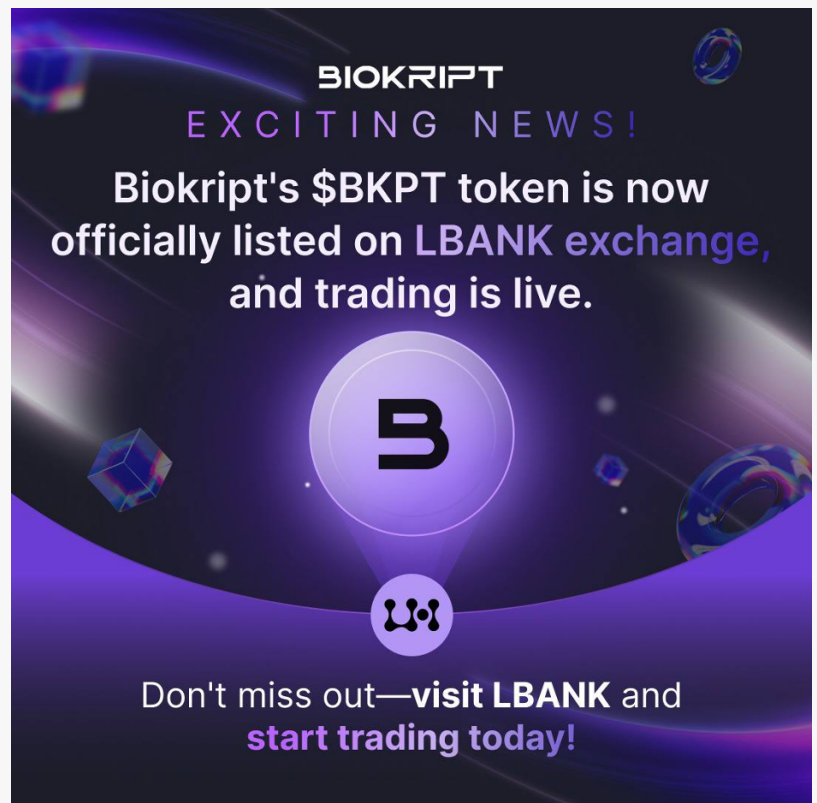 BIOKRIPT
EXCITING NEWS!
Biokript's $BKPT token is now
officially listed on LBANK exchange,
and trading is live.
B
Don't miss out—visit LBANK and
start trading today!